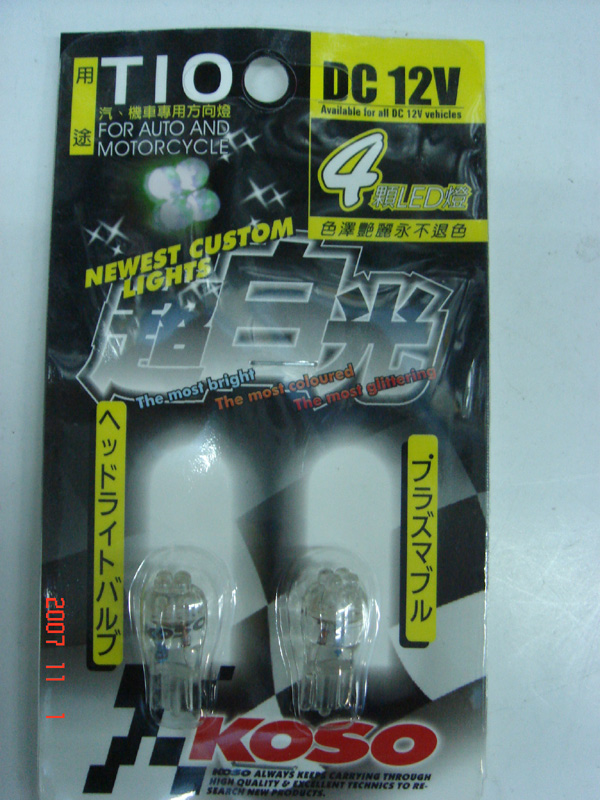 用途
T10
汽、機車專用方向燈
FOR AUTO AND
MOTORCYCLE
DC 12V
Available for all DC 12V vehicles
4顆LED燈
色澤艷麗永不退色
NEWEST CUSTOM
LIGHTS
超白光
The most bright
The most coloured
The most glittering
ヘッドライトバルブ
プラズマブル
KOSO
2007 11 1
KOSO
KOSO ALWAYS KEEPS CARRYING THROUGH
HIGH QUALITY & EXCELLENT TECHNICS TO RE-
SEARCH NEW PRODUCTS.